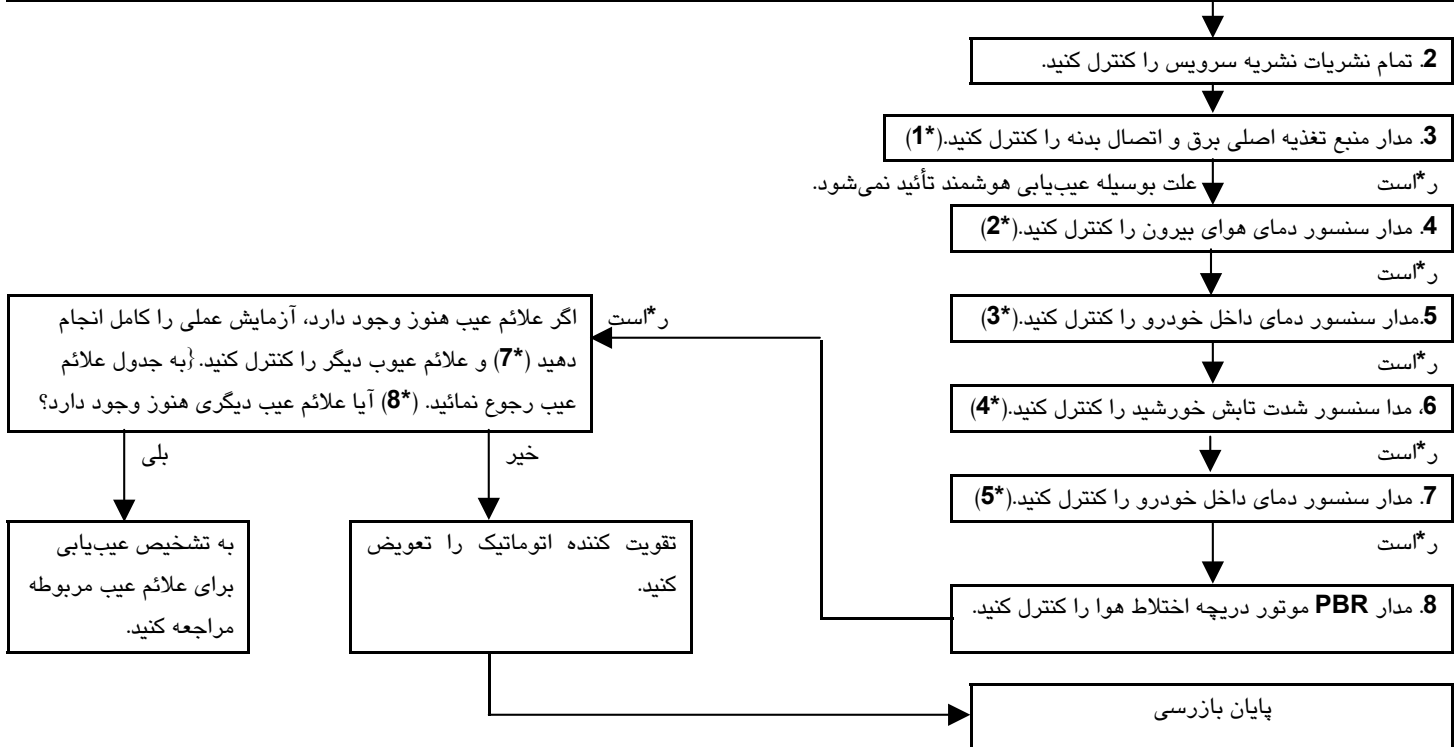 2. تمام نشریات نشریه سرویس را کنترل کنید.
3. مدار منبع تغذیه اصلی برق و اتصال بدنه را کنترل کنید.(*1)
ر*است
علت بوسیله عیب‌یابی هوشمند تأئید نمی‌شود.
4. مدار سنسور دمای هوای بیرون را کنترل کنید.(*2)
ر*است
5.مدار سنسور دمای داخل خودرو را کنترل کنید.(*3)
ر*است
6، مدا سنسور شدت تابش خورشید را کنترل کنید.(*4)
ر*است
7. مدار سنسور دمای داخل خودرو را کنترل کنید.(*5)
ر*است
8. مدار PBR موتور دریچه اختلاط هوا را کنترل کنید.
ر*است
اگر علائم عیب هنوز وجود دارد، آزمایش عملی را کامل انجام
دهید (*7) و علائم عیوب دیگر را کنترل کنید. {به جدول علائم
عیب رجوع نمائید. (*8) آیا علائم عیب دیگری هنوز وجود دارد؟
خیر
بلی
تقویت کننده اتوماتیک را تعویض
کنید.
به تشخیص عیب‌یابی
برای علائم عیب مربوطه
مراجعه کنید.
پایان بازرسی